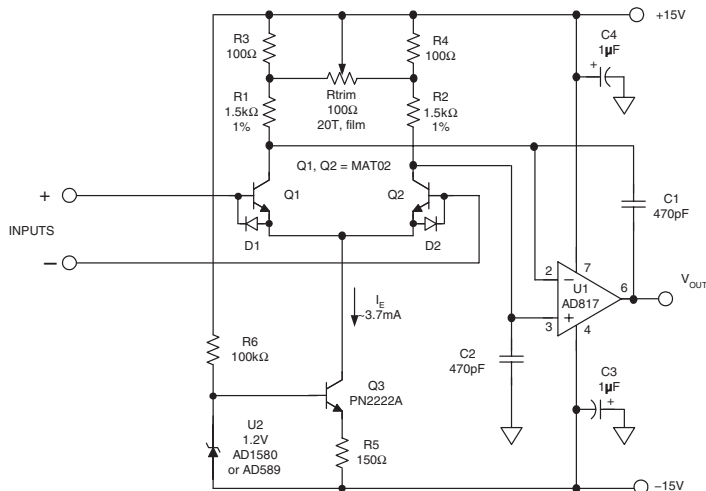 +15V
C4
1µF
+
R3
100Ω
R4
100Ω
Rtrim
100Ω
20T, film
R1
1.5kΩ
1%
R2
1.5kΩ
1%
Q1, Q2 = MAT02
C1
470pF
+
INPUTS
−
Q1
Q2
D1
D2
2
−
7
U1
AD817
6
VOUT
+
3
4
IE
~3.7mA
R6
100kΩ
C2
470pF
C3
1µF
+
Q3
PN2222A
U2
1.2V
AD1580
or AD589
R5
150Ω
−15V